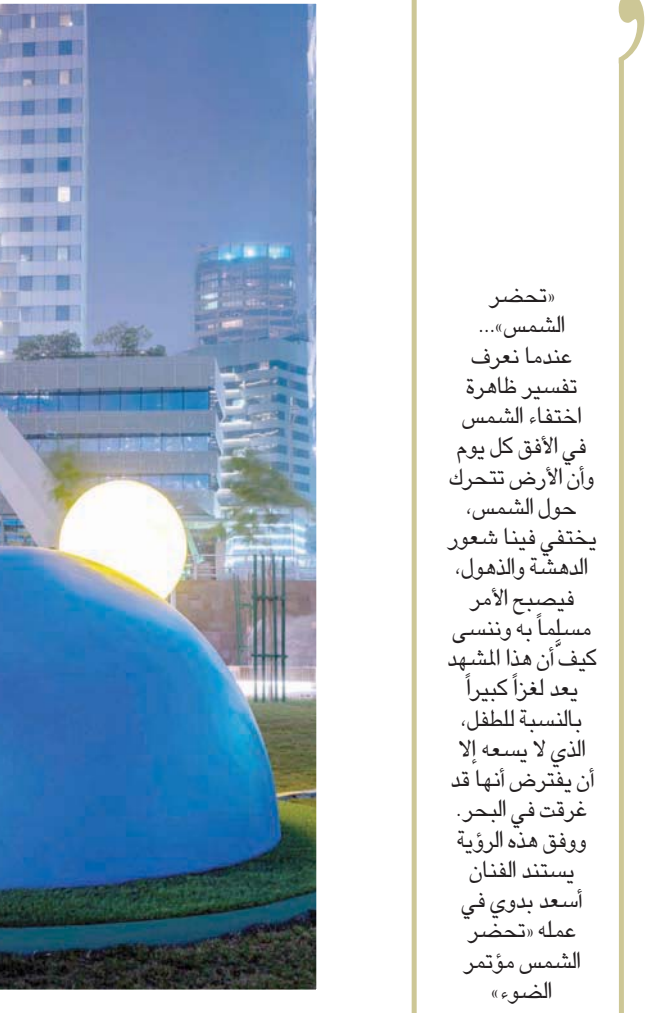 «تحضر
الشمس»...
عندما نعرف
تفسير ظاهرة
اختفاء الشمس
في الأفق كل يوم
وأن الأرض تتحرك
حول الشمس،
يختفي فينا شعور
الدهشة والذهول،
فيصبح الأمر
مسلماً به وننسى
كيف أن هذا المشهد
يعد لغزاً كبيراً
بالنسبة للطفل،
الذي لا يسعه إلا
أن يفترض أنها قد
غرقت في البحر.
ووفق هذه الرؤية
يستند الفنان
أسعد بدوي في
عمله «تحضر
الشمس مؤتمر
الضوء»